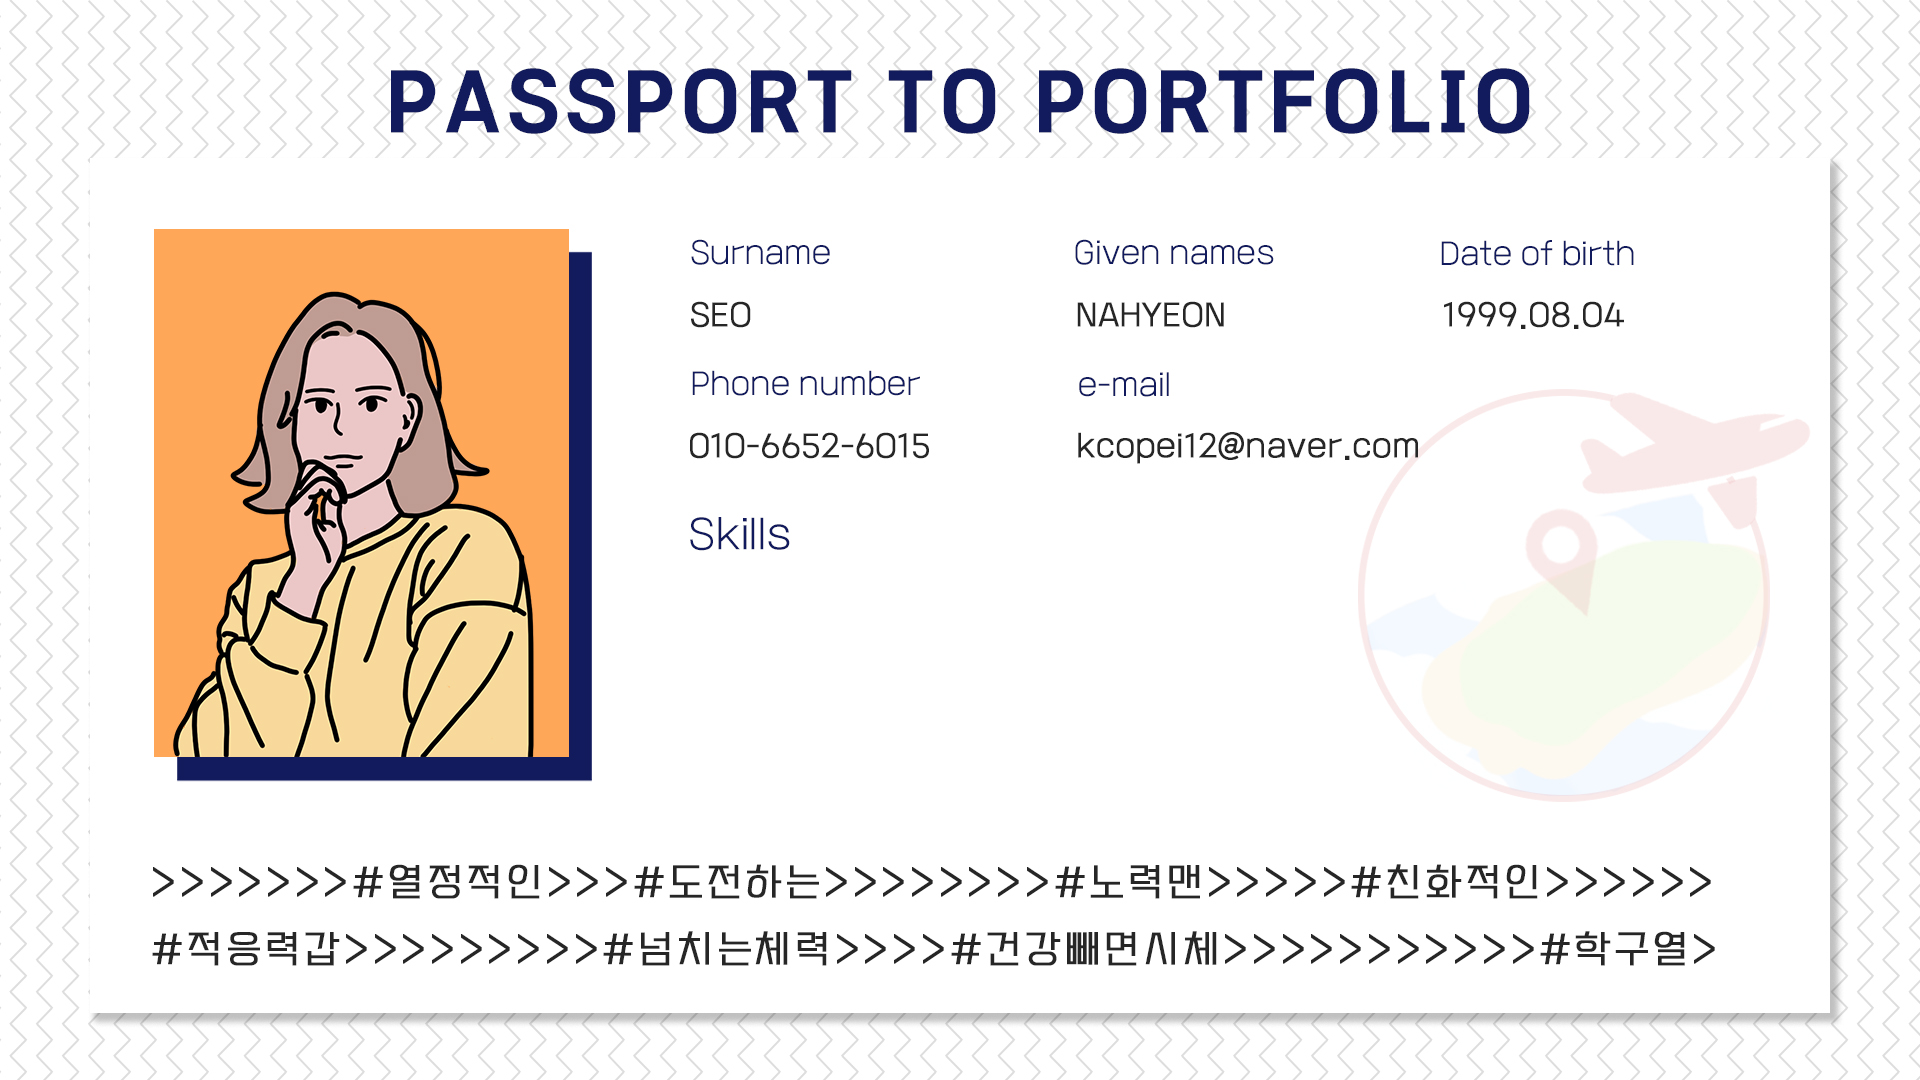 PASSPORT TO PORTFOLIO
Surname Given names Date of birth
SEO NAHYEON 1999.08.04
Phone number e-mail
010-6652-6015 kcopei12@naver.com
Skills
>>>>>>>#열정적인>>>#도전하는>>>>>>>>#노력맨>>>>>#친화적인>>>>>>
#적응력갑>>>>>>>>>#넘치는체력>>>>#건강빼면시체>>>>>>>>>>>#학구열>